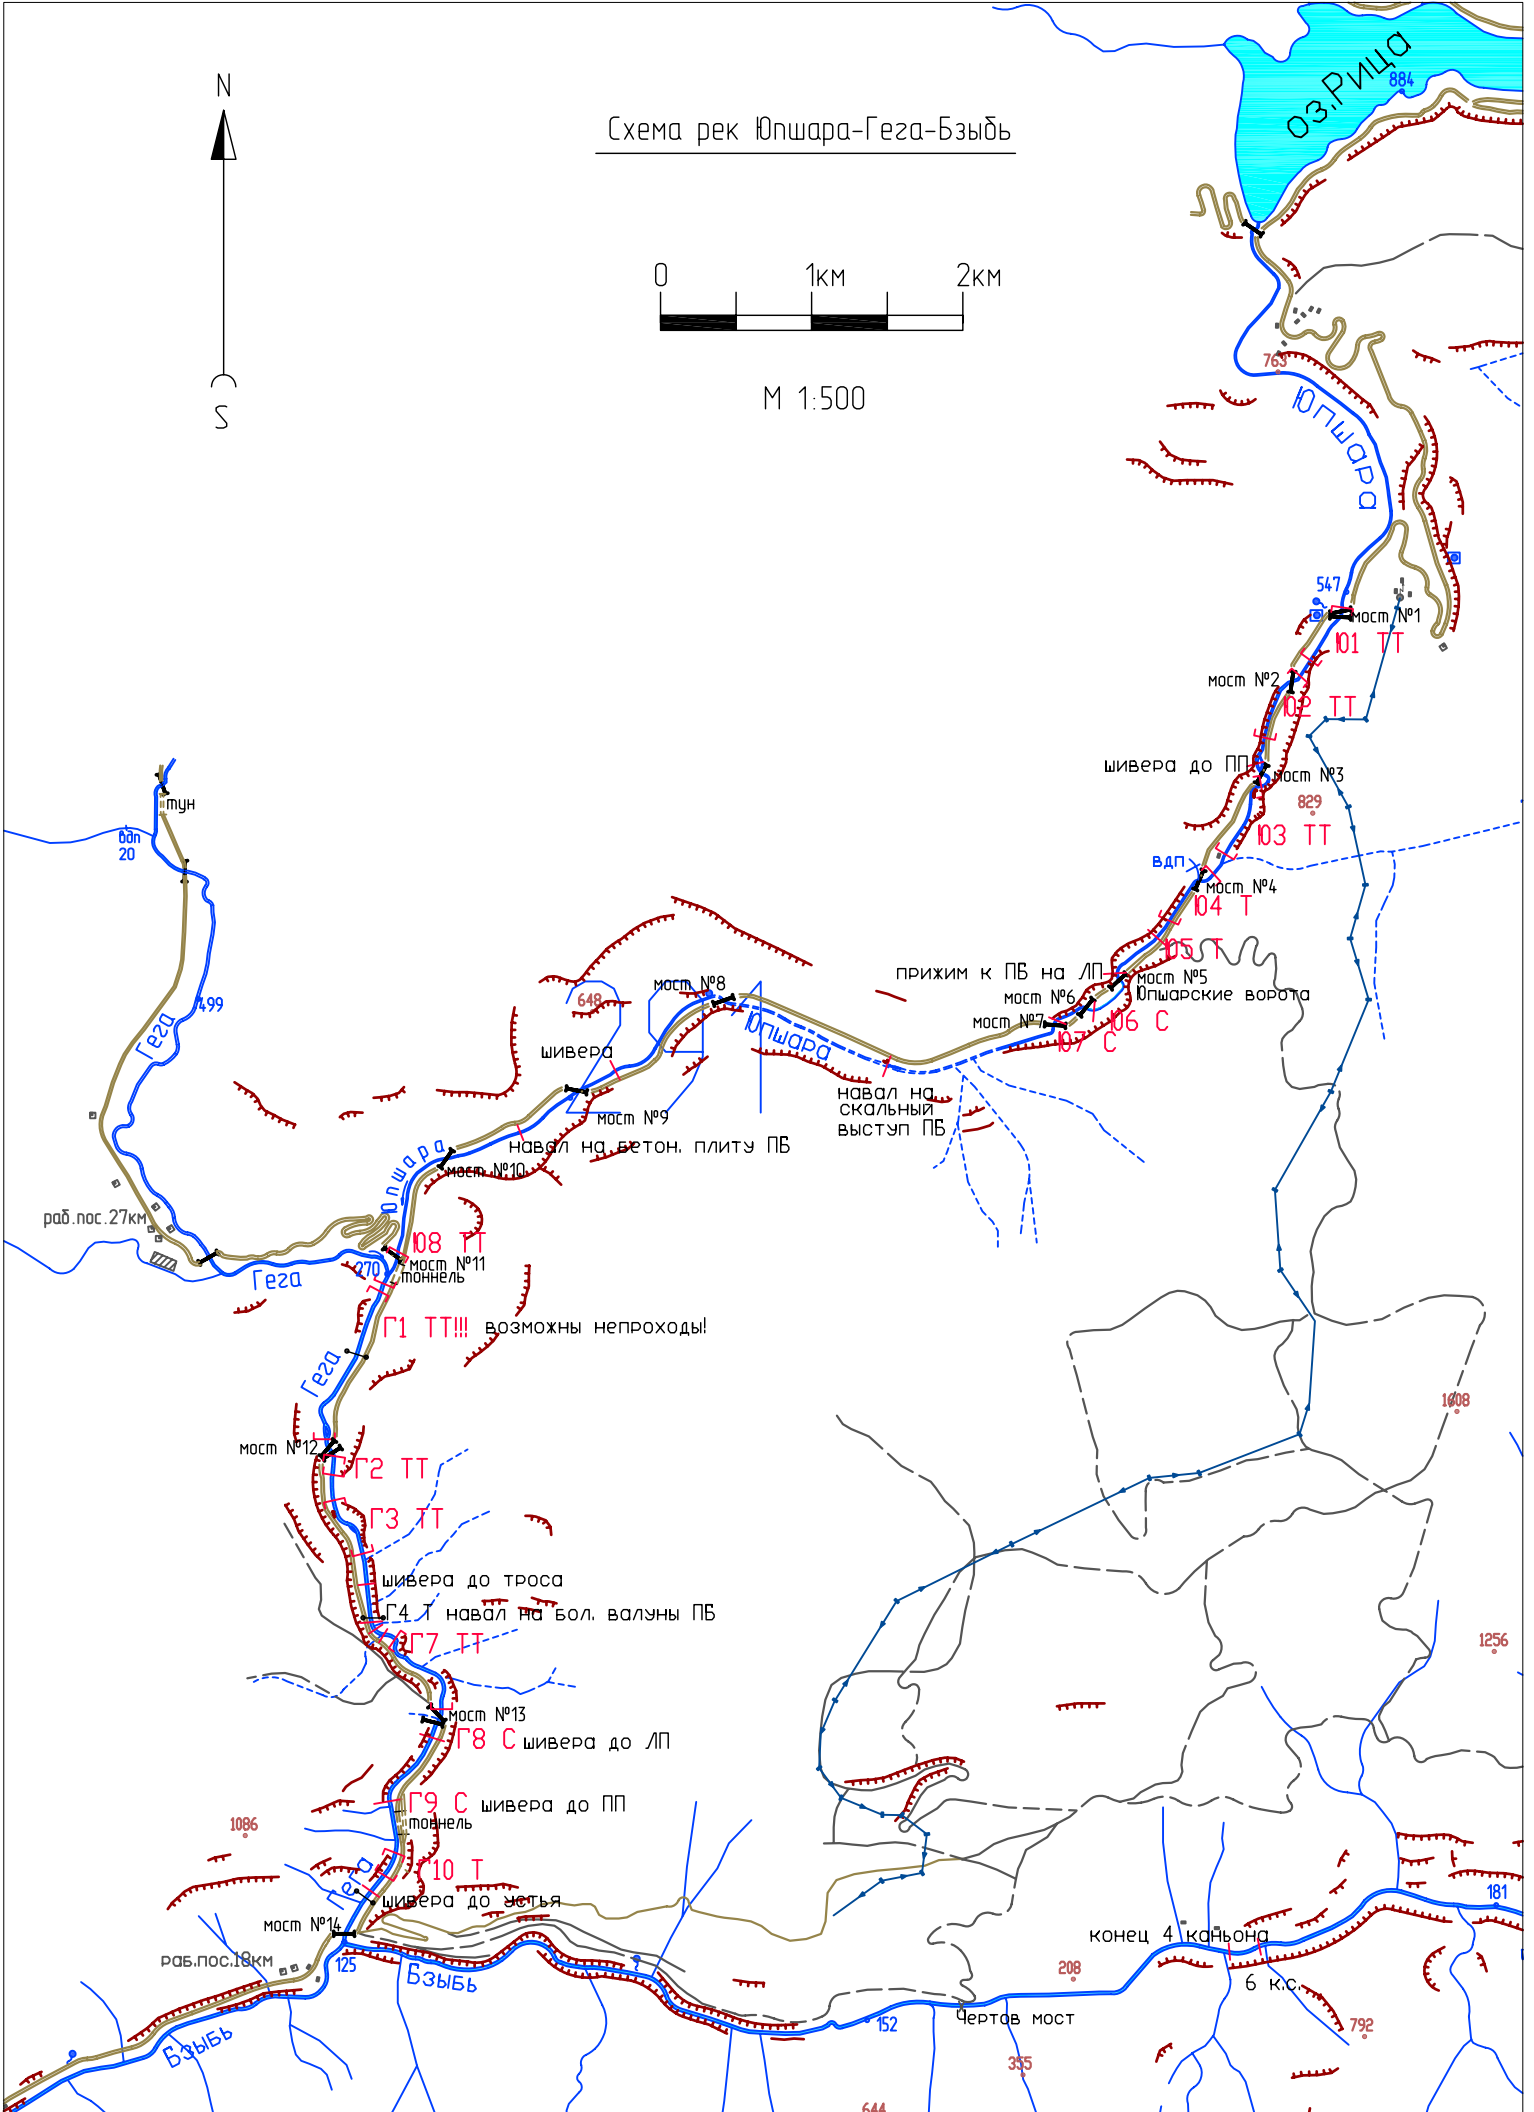 N
S
Схема рек Юпшара-Гега-Бзыбь
0 1км 2км
М 1:500
оз.Рица
884
763
Юпшара
547
мост №1
Ю1 ТТ
мост №2
Ю2 ТТ
шивера до ПП
мост №3
829
Ю3 ТТ
вдп
мост №4
Ю4 Т
Ю5 Т
прижим к ПБ на ЛП
мост №5
Юпшарские ворота
мост №6
Ю6 С
мост №7
Ю7 С
тун
вдп
20
499
Гега
648
мост №8
Юпшара
навал на
скальный
выступ ПБ
шивера
мост №9
навал на бетон. плиту ПБ
мост №10
Юпшара
раб.пос.27км
Гега
270
Ю8 ТТ
мост №11
тоннель
Г1 ТТ!!! возможны непроходы!
Гега
1608
мост №12
Г2 ТТ
Г3 ТТ
шивера до троса
Г4 Т навал на бол. валуны ПБ
Г7 ТТ
1256
мост №13
Г8 С шивера до ЛП
Г9 С шивера до ПП
тоннель
1086
Г10 Т
Гега
шивера до устья
мост №14
раб.пос.18км
125
Бзыбь
Бзыбь
181
конец 4 каньона
208
6 к.с.
152
Чертов мост
792
355
644